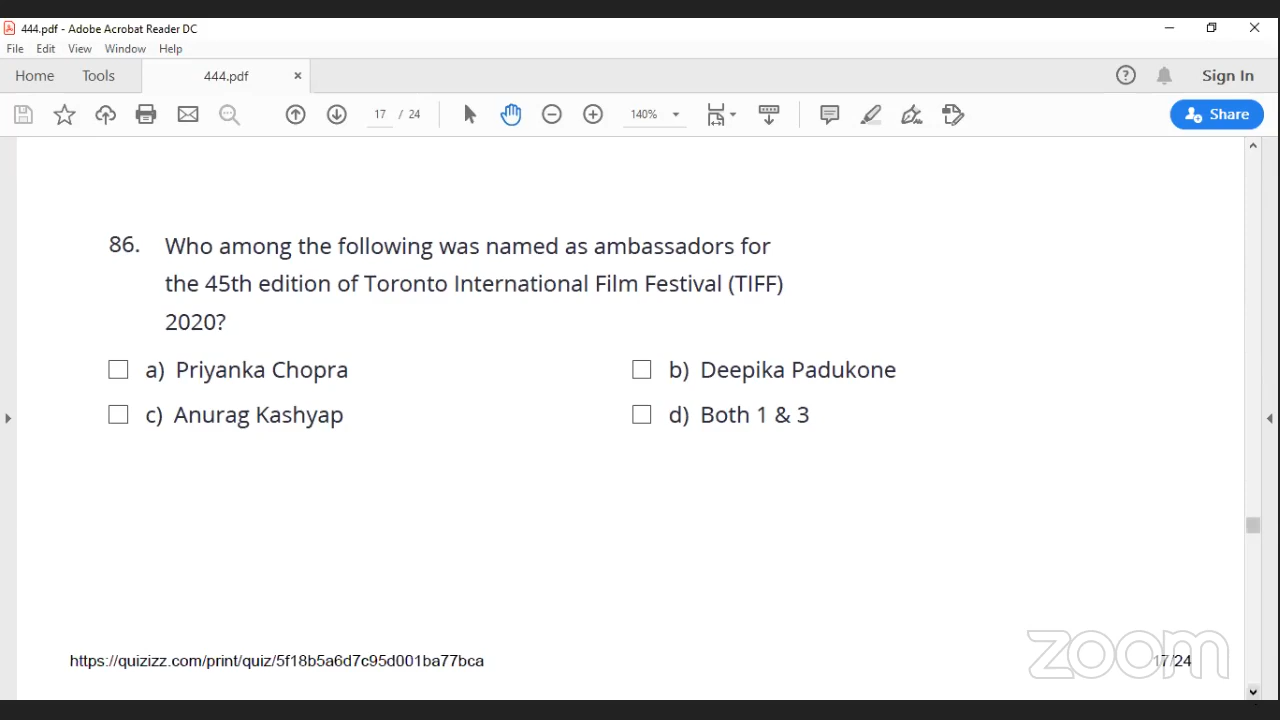 444.pdf - Adobe Acrobat Reader DC
File Edit View Window Help
Home Tools 444.pdf × Sign In
17 / 24 140% Share
86. Who among the following was named as ambassadors for
the 45th edition of Toronto International Film Festival (TIFF)
2020?
a) Priyanka Chopra b) Deepika Padukone
c) Anurag Kashyap d) Both 1 & 3
https://quizizz.com/print/quiz/5f18b5a6d7c95d001ba77bca 17/24
zoom